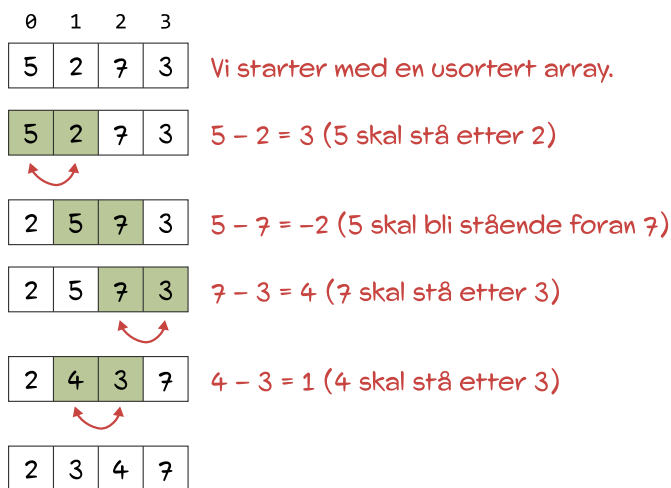 0 1 2 3
5 2 7 3 Vi starter med en usortert array.
5 2 7 3 5 - 2 = 3 (5 skal stå etter 2)
2 5 7 3 5 - 7 = -2 (5 skal bli stående foran 7)
2 5 7 3 7 - 3 = 4 (7 skal stå etter 3)
2 4 3 7 4 - 3 = 1 (4 skal stå etter 3)
2 3 4 7